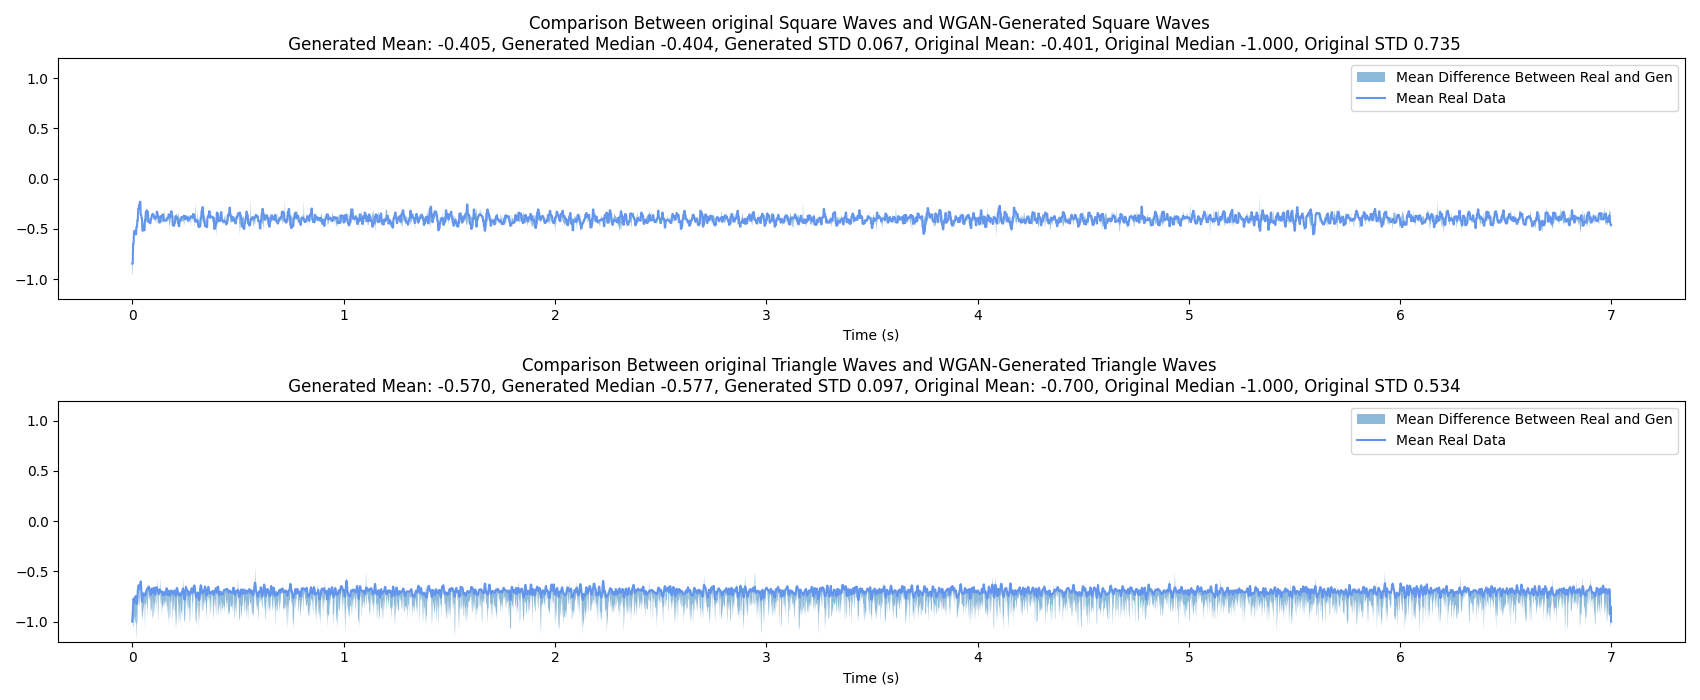 Comparison Between original Square Waves and WGAN-Generated Square Waves
Generated Mean: -0.405, Generated Median -0.404, Generated STD 0.067, Original Mean: -0.401, Original Median -1.000, Original STD 0.735
Mean Difference Between Real and Gen
Mean Real Data
1.0
0.5
0.0
−0.5
−1.0
0 1 2 3 4 5 6 7
Time (s)
Comparison Between original Triangle Waves and WGAN-Generated Triangle Waves
Generated Mean: -0.570, Generated Median -0.577, Generated STD 0.097, Original Mean: -0.700, Original Median -1.000, Original STD 0.534
Mean Difference Between Real and Gen
Mean Real Data
1.0
0.5
0.0
−0.5
−1.0
0 1 2 3 4 5 6 7
Time (s)